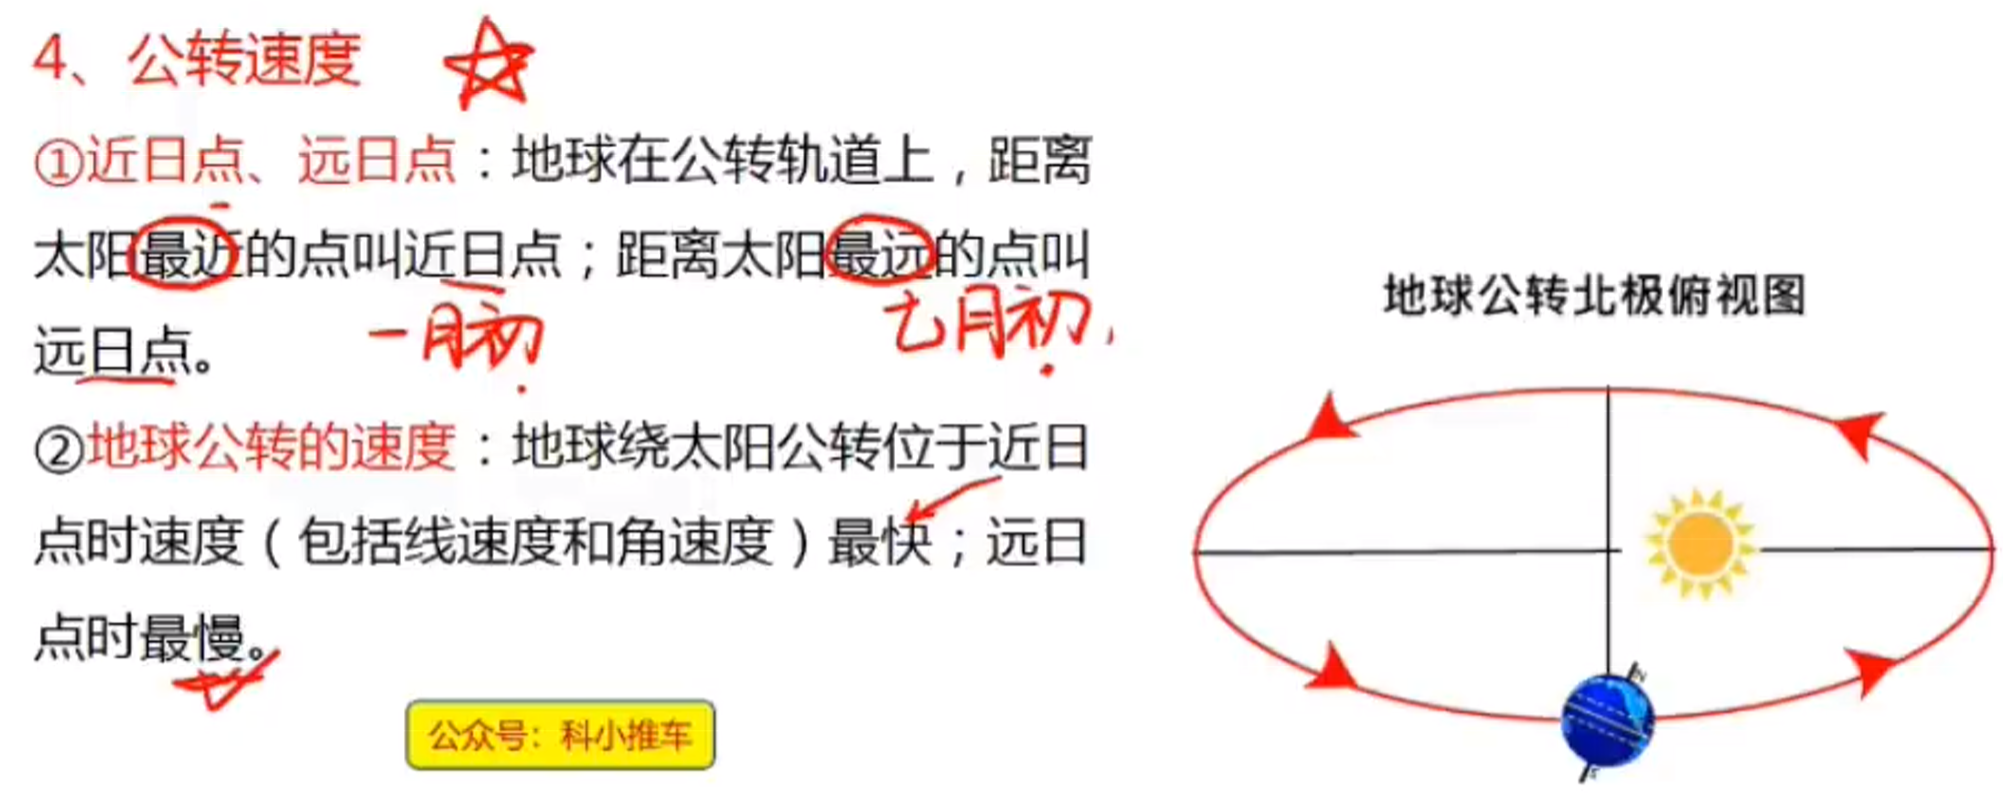 4、公转速度
①近日点、远日点：地球在公转轨道上，距离
太阳最近的点叫近日点；距离太阳最远的点叫
一月初
七月初
远日点。
②地球公转的速度：地球绕太阳公转位于近日
点时速度（包括线速度和角速度）最快；远日
点时最慢。
公众号：科小推车
地球公转北极俯视图
N
S